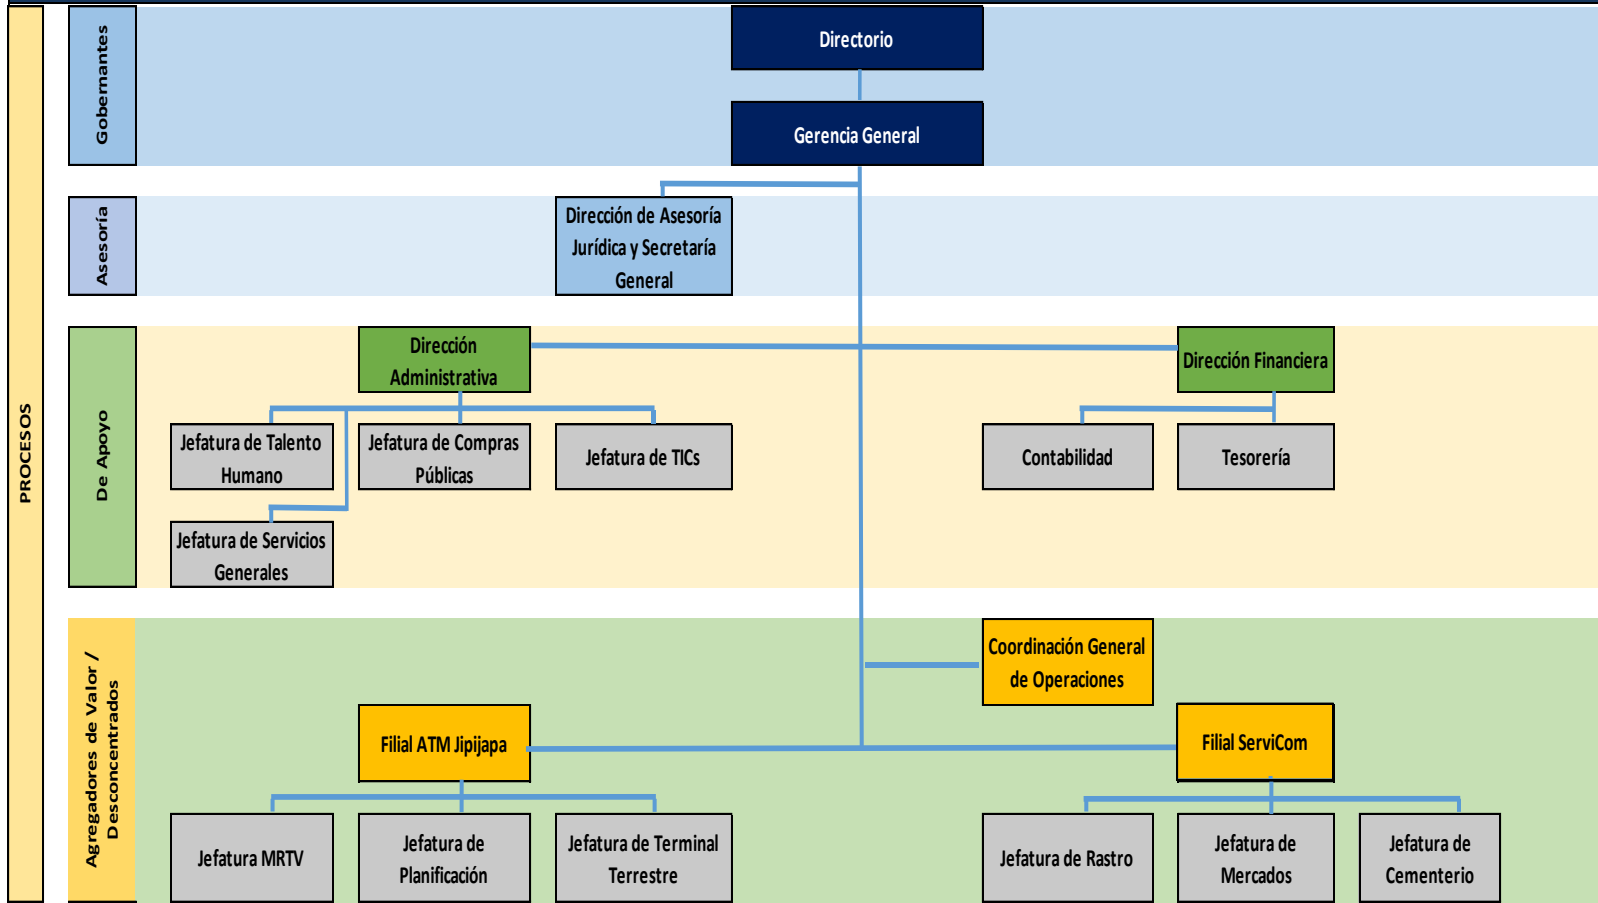 PROCESOS
Gobernantes
Directorio
Gerencia General
Asesoría
Dirección de Asesoría
Jurídica y Secretaría
General
De Apoyo
Dirección
Administrativa
Dirección Financiera
Jefatura de Talento
Humano
Jefatura de Compras
Públicas
Jefatura de TICs
Contabilidad
Tesorería
Jefatura de Servicios
Generales
Agregadores de Valor /
Desconcentrados
Coordinación General
de Operaciones
Filial ATM Jipijapa
Filial ServiCom
Jefatura MRTV
Jefatura de
Planificación
Jefatura de Terminal
Terrestre
Jefatura de Rastro
Jefatura de
Mercados
Jefatura de
Cementerio